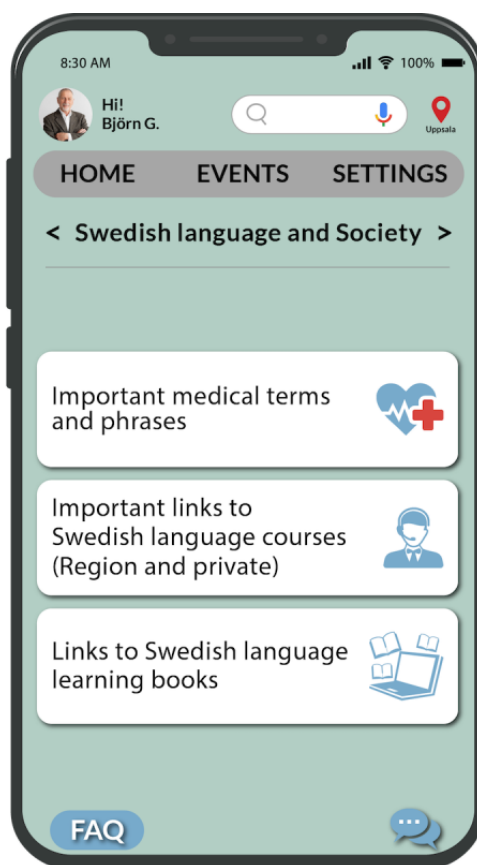 8:30 AM
100%
Hi!
Björn G.
Uppsala
HOME EVENTS SETTINGS
< Swedish language and Society >
Important medical terms
and phrases
Important links to
Swedish language courses
(Region and private)
Links to Swedish language
learning books
FAQ